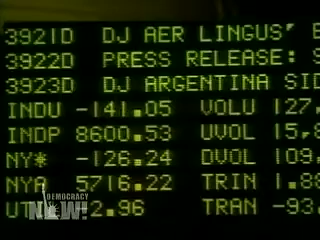 3921D DJ AER LINGUS' E
3922D PRESS RELEASE: S
3923D DJ ARGENTINA SID
INDU -141.05 VOLU 127,
INDP 8600.53 UVOL 15,8
NY* -126.24 DVOL 109.
NYA 5716.22 TRIN 1.88
UT 2.96 TRAN -93.
DEMOCRACY NOW!